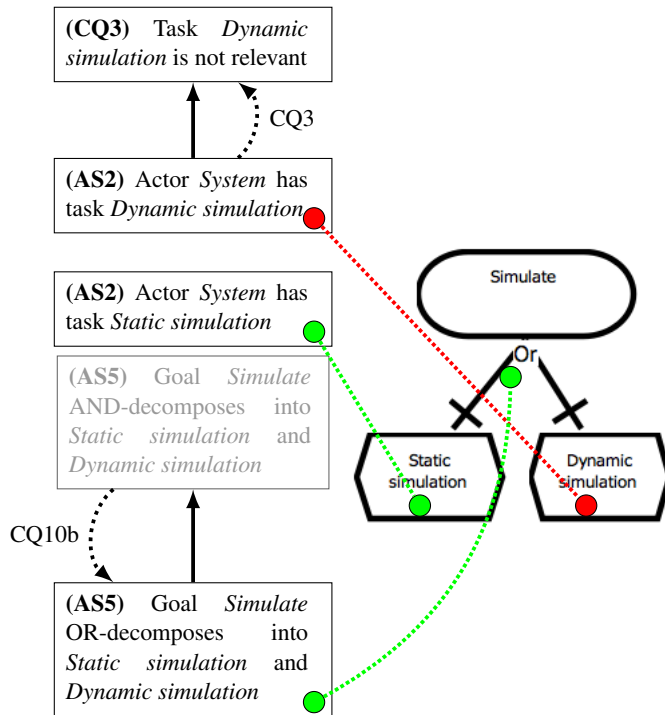 (CQ3) Task Dynamic
simulation is not relevant
CQ3
(AS2) Actor System has
task Dynamic simulation
(AS2) Actor System has
task Static simulation
(AS5) Goal Simulate
AND-decomposes into
Static simulation and
Dynamic simulation
CQ10b
(AS5) Goal Simulate
OR-decomposes into
Static simulation and
Dynamic simulation
Simulate
Or
Static
simulation
Dynamic
simulation